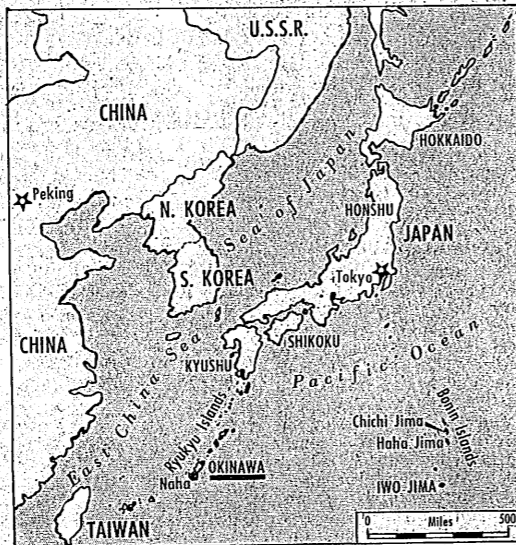 U.S.S.R.
CHINA
HOKKAIDO
Peking
N. KOREA
Sea of Japan
HONSHU
JAPAN
S. KOREA
Tokyo
CHINA
East China Sea
KYUSHU
SHIKOKU
Pacific Ocean
Ryukyu Islands
Chichi Jima
Haha Jima
Bonin Islands
Naha
OKINAWA
IWO JIMA
TAIWAN
0 Miles 500